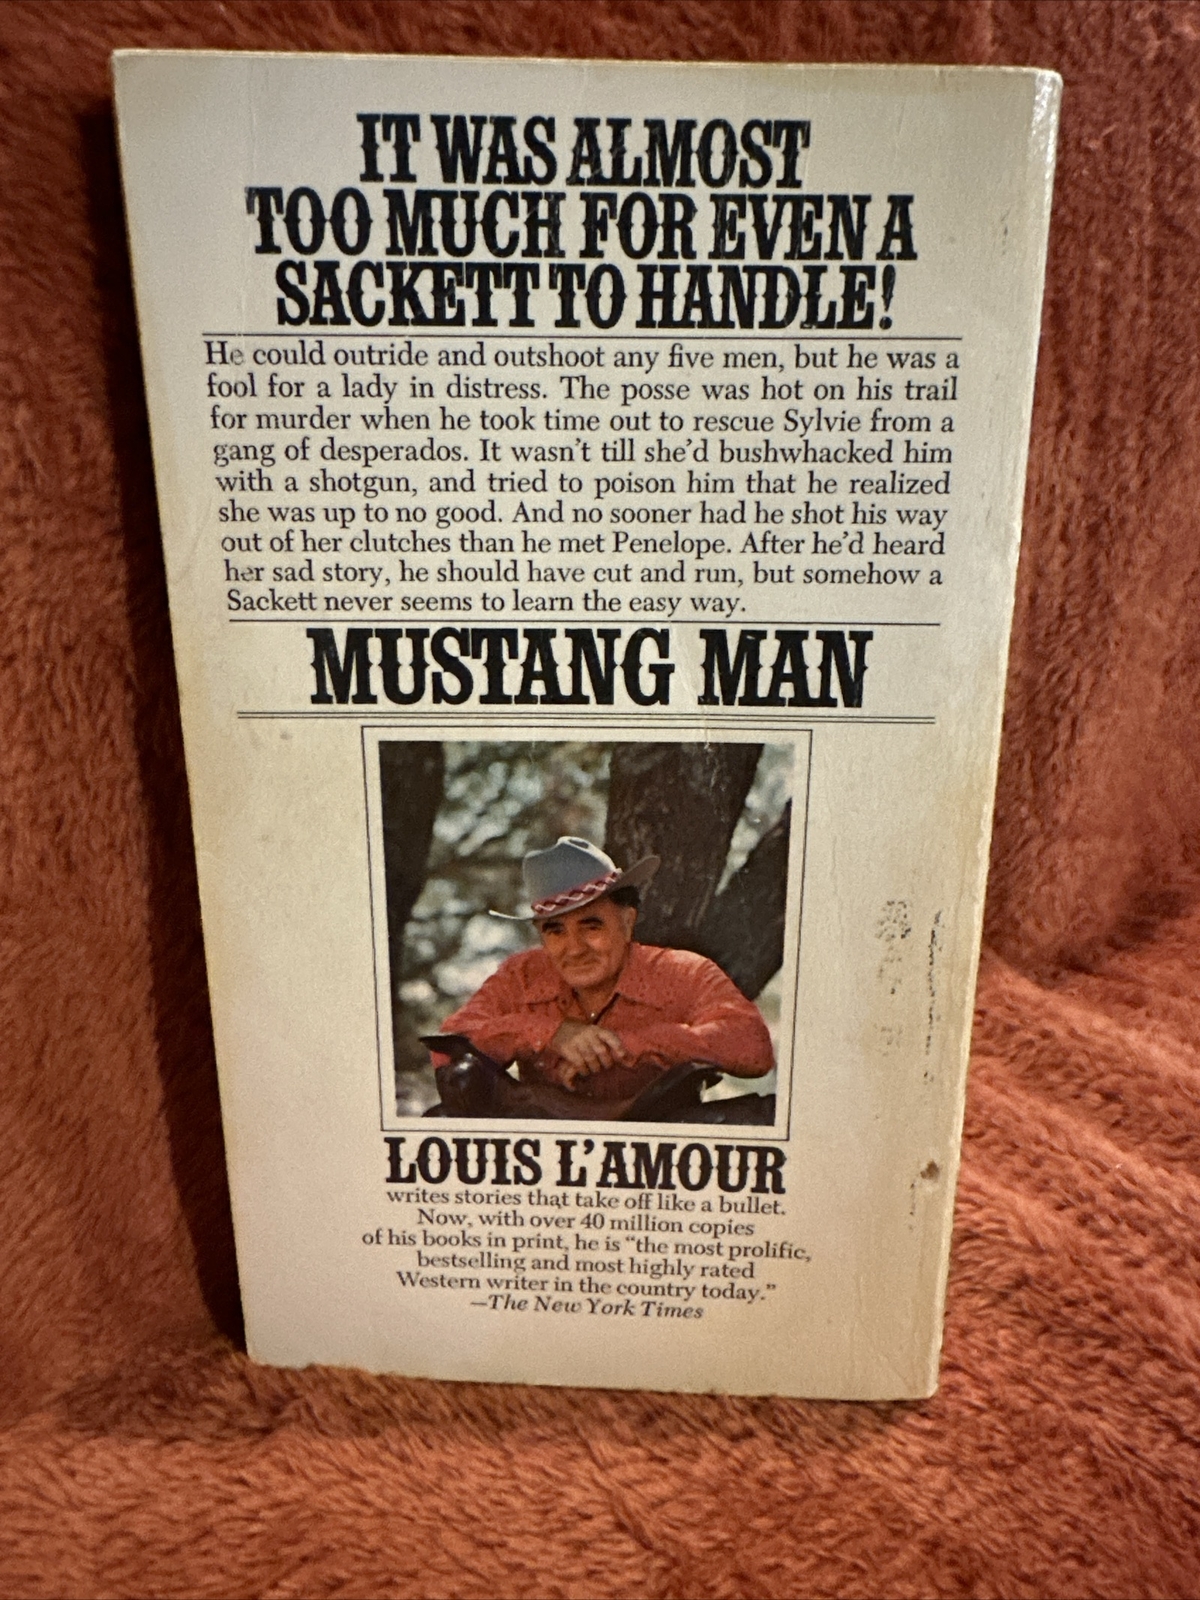 IT WAS ALMOST
TOO MUCH FOR EVEN A
SACKETT TO HANDLE!
He could outride and outshoot any five men, but he was a
fool for a lady in distress. The posse was hot on his trail
for murder when he took time out to rescue Sylvie from a
gang of desperados. It wasn't till she'd bushwhacked him
with a shotgun, and tried to poison him that he realized
she was up to no good. And no sooner had he shot his way
out of her clutches than he met Penelope. After he'd heard
her sad story, he should have cut and run, but somehow a
Sackett never seems to learn the easy way.
MUSTANG MAN
LOUIS L'AMOUR
writes stories that take off like a bullet.
Now, with over 40 million copies
of his books in print, he is “the most prolific,
bestselling and most highly rated
Western writer in the country today.”
—The New York Times